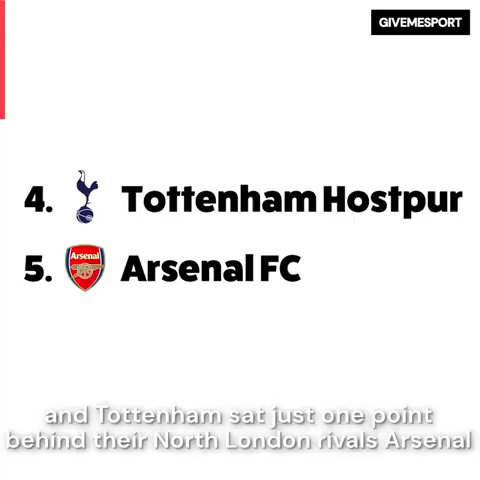 GIVEMESPORT
4. Tottenham Hostpur
5. Arsenal Arsenal FC
and Tottenham sat just one point
behind their North London rivals Arsenal